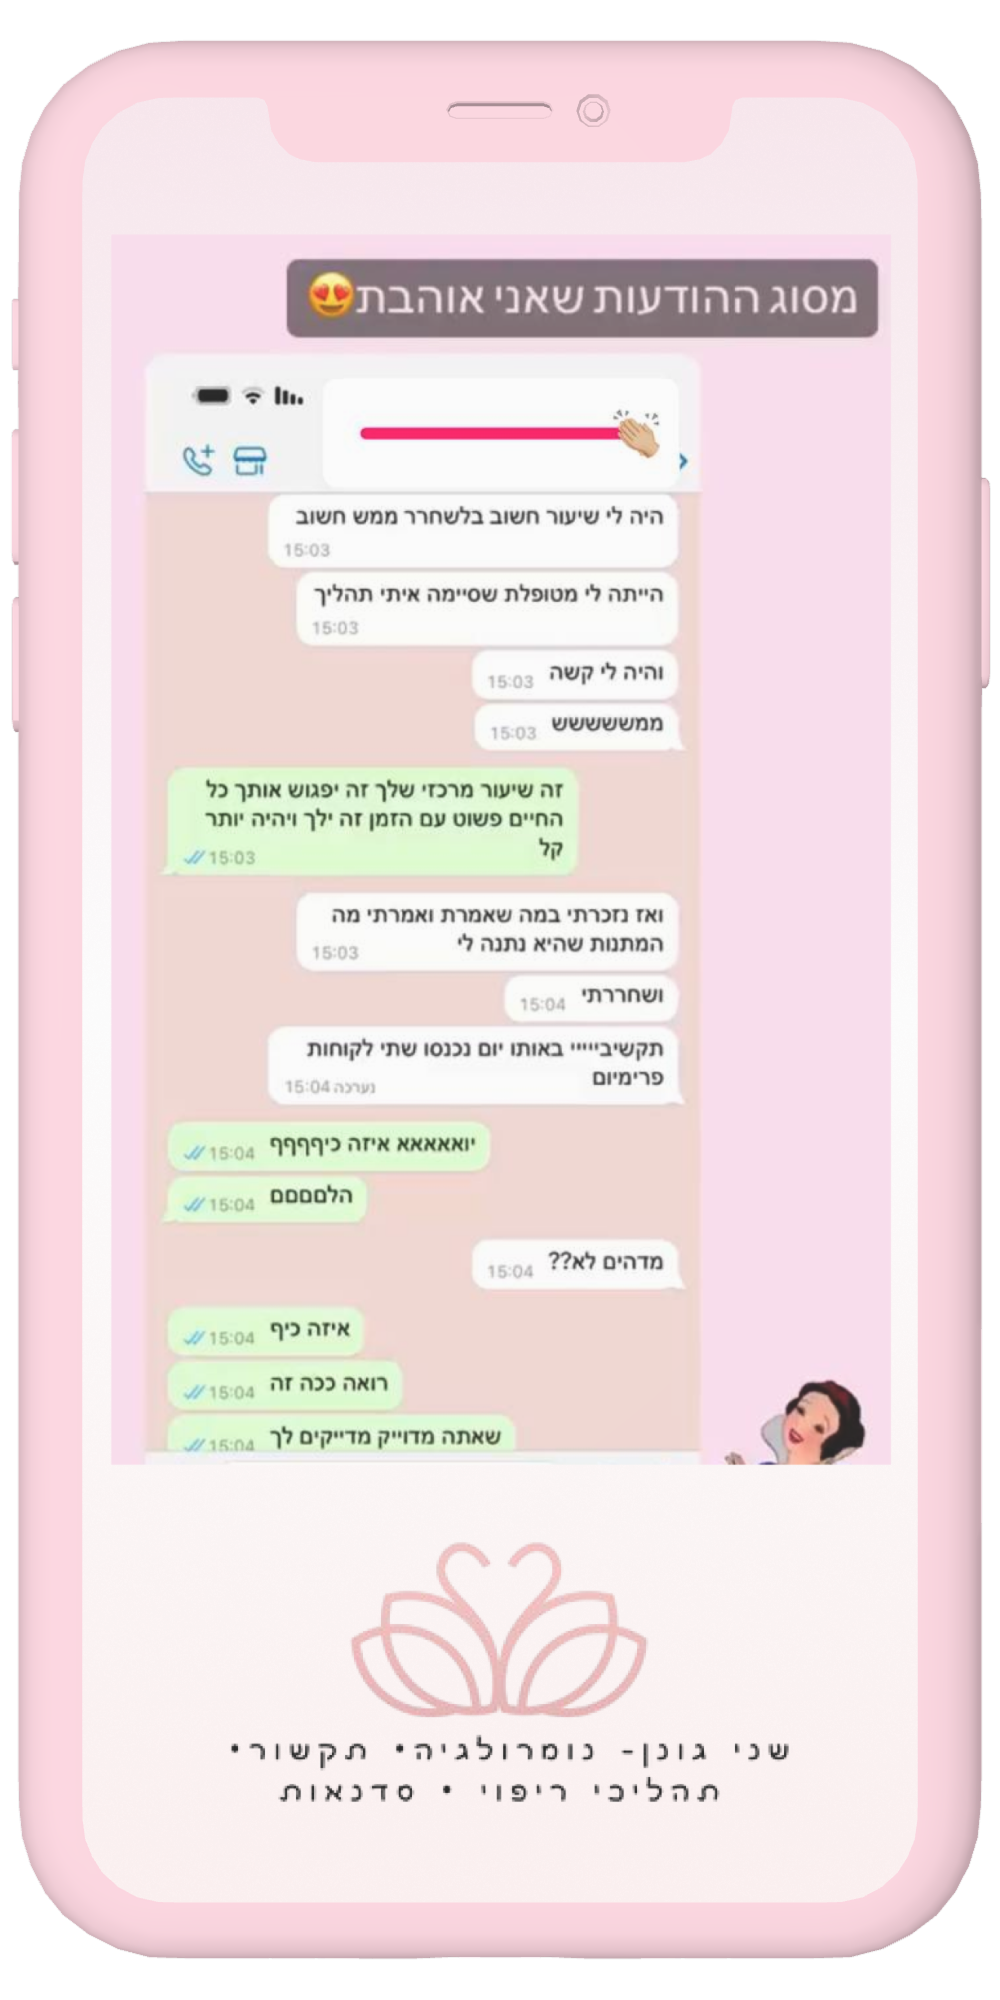 מסוג ההודעות שאני אוהבת😍
היה לי שיעור חשוב בלשחרר ממש חשוב
15:03
הייתה לי מטופלת שסיימה איתי תהליך
15:03
והיה לי קשה 15:03
ממשששששש 15:03
זה שיעור מרכזי שלך זה יפגוש אותך כל
החיים פשוט עם הזמן זה ילך ויהיה יותר
קל
15:03
ואז נזכרתי במה שאמרת ואמרתי מה
המתנות שהיא נתנה לי
15:03
ושחררתי 15:04
תקשיביייייי באותו יום נכנסו שתי לקוחות
פרימיום
נערכה 15:04
יואאאאא איזה כיףףףף 15:04
הלםםםם 15:04
מדהים לא?? 15:04
איזה כיף 15:04
רואה ככה זה 15:04
שאתה מדוייק מדייקים לך 15:04
שני גונן- נומרולגיה• תקשור•
תהליכי ריפוי • סדנאות